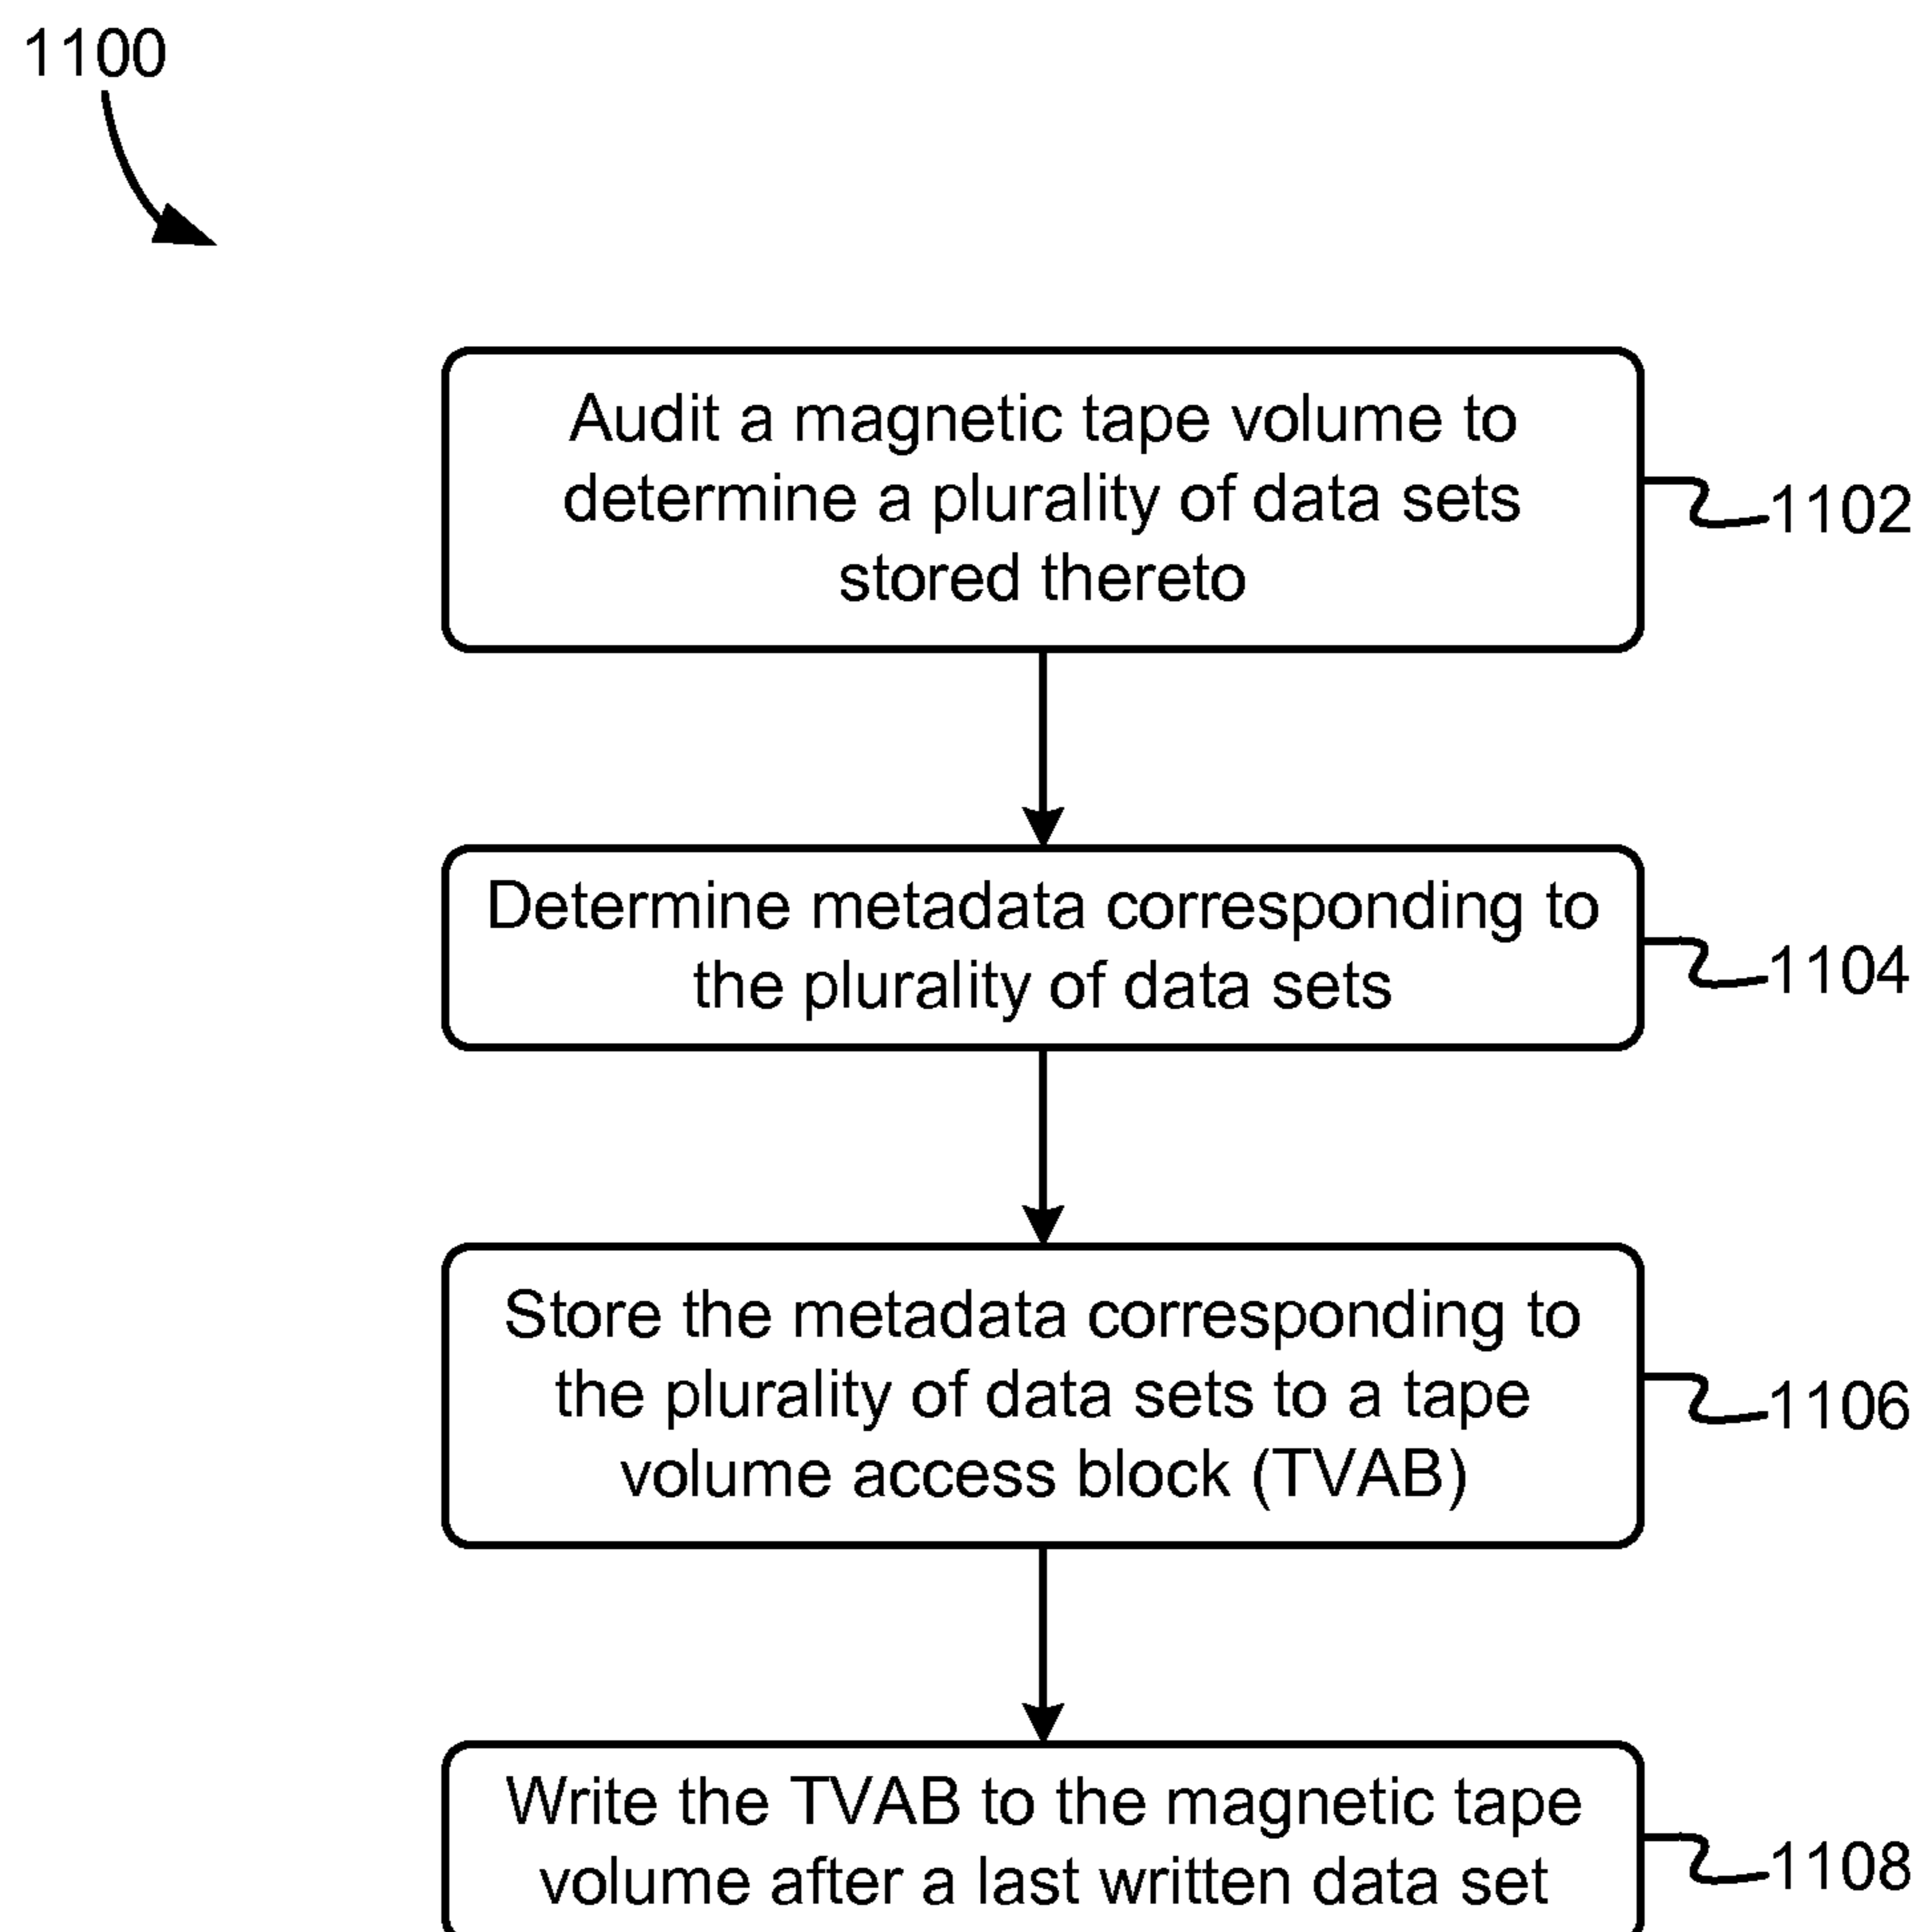 1100
Audit a magnetic tape volume to
determine a plurality of data sets
stored thereto
1102
Determine metadata corresponding to
the plurality of data sets
1104
Store the metadata corresponding to
the plurality of data sets to a tape
volume access block (TVAB)
1106
Write the TVAB to the magnetic tape
volume after a last written data set
1108